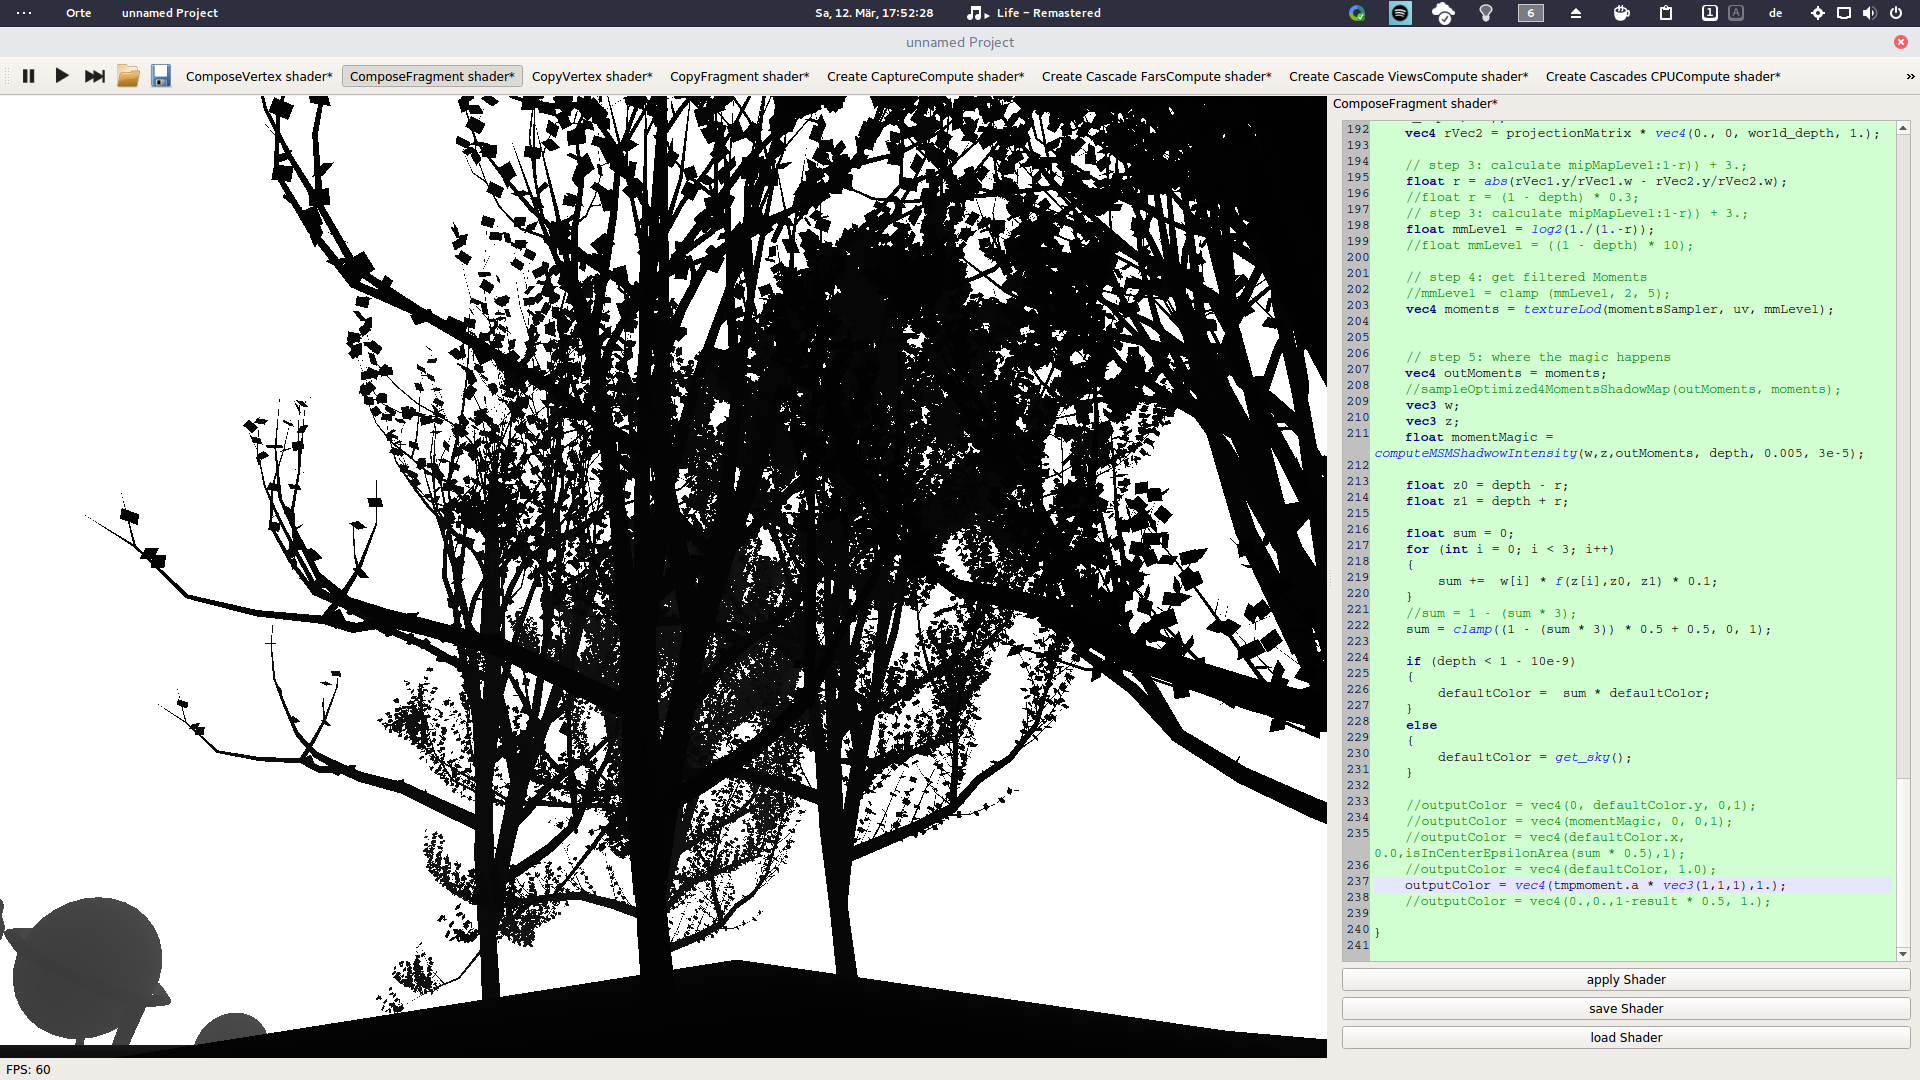 Orte
unnamed Project
Sa, 12. Mär, 17:52:28
Life – Remastered
6
1
A
de
unnamed Project
ComposeVertex shader*
ComposeFragment shader*
CopyVertex shader*
CopyFragment shader*
Create CaptureCompute shader*
Create Cascade FarsCompute shader*
Create Cascade ViewsCompute shader*
Create Cascades CPUCompute shader*
»
ComposeFragment shader*
192 vec4 rVec2 = projectionMatrix * vec4(0., 0, world_depth, 1.);
193
194 // step 3: calculate mipMapLevel:1-r)) + 3.;
195 float r = abs(rVec1.y/rVec1.w - rVec2.y/rVec2.w);
196 //float r = (1 - depth) * 0.3;
197 // step 3: calculate mipMapLevel:1-r)) + 3.;
198 float mmLevel = log2(1./(1.-r));
199 //float mmLevel = ((1 - depth) * 10);
200
201 // step 4: get filtered Moments
202 //mmLevel = clamp (mmLevel, 2, 5);
203 vec4 moments = textureLod(momentsSampler, uv, mmLevel);
204
205
206 // step 5: where the magic happens
207 vec4 outMoments = moments;
208 //sampleOptimized4MomentsShadowMap(outMoments, moments);
209 vec3 w;
210 vec3 z;
211 float momentMagic =
computeMSMShadwowIntensity(w,z,outMoments, depth, 0.005, 3e-5);
212
213 float z0 = depth - r;
214 float z1 = depth + r;
215
216 float sum = 0;
217 for (int i = 0; i < 3; i++)
218 {
219 sum += w[i] * f(z[i],z0, z1) * 0.1;
220 }
221 //sum = 1 - (sum * 3);
222 sum = clamp((1 - (sum * 3)) * 0.5 + 0.5, 0, 1);
223
224 if (depth < 1 - 10e-9)
225 {
226 defaultColor = sum * defaultColor;
227 }
228 else
229 {
230 defaultColor = get_sky();
231 }
232
233 //outputColor = vec4(0, defaultColor.y, 0,1);
234 //outputColor = vec4(momentMagic, 0, 0,1);
235 //outputColor = vec4(defaultColor.x,
0.0,isInCenterEpsilonArea(sum * 0.5),1);
236 //outputColor = vec4(defaultColor, 1.0);
237 outputColor = vec4(tmpmoment.a * vec3(1,1,1),1.);
238 //outputColor = vec4(0.,0.,1-result * 0.5, 1.);
239
240 }
241
apply Shader
save Shader
load Shader
FPS: 60